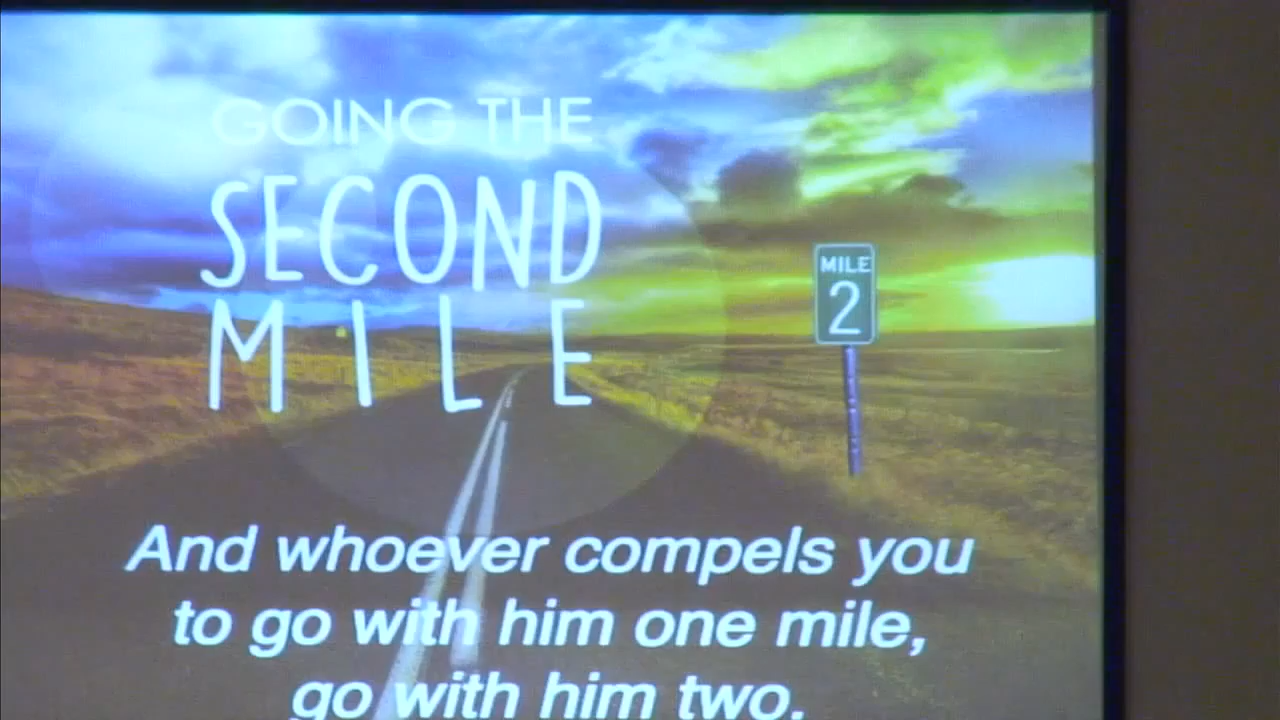 GOING THE
SECOND
MILE
MILE
2
And whoever compels you
to go with him one mile,
go with him two.